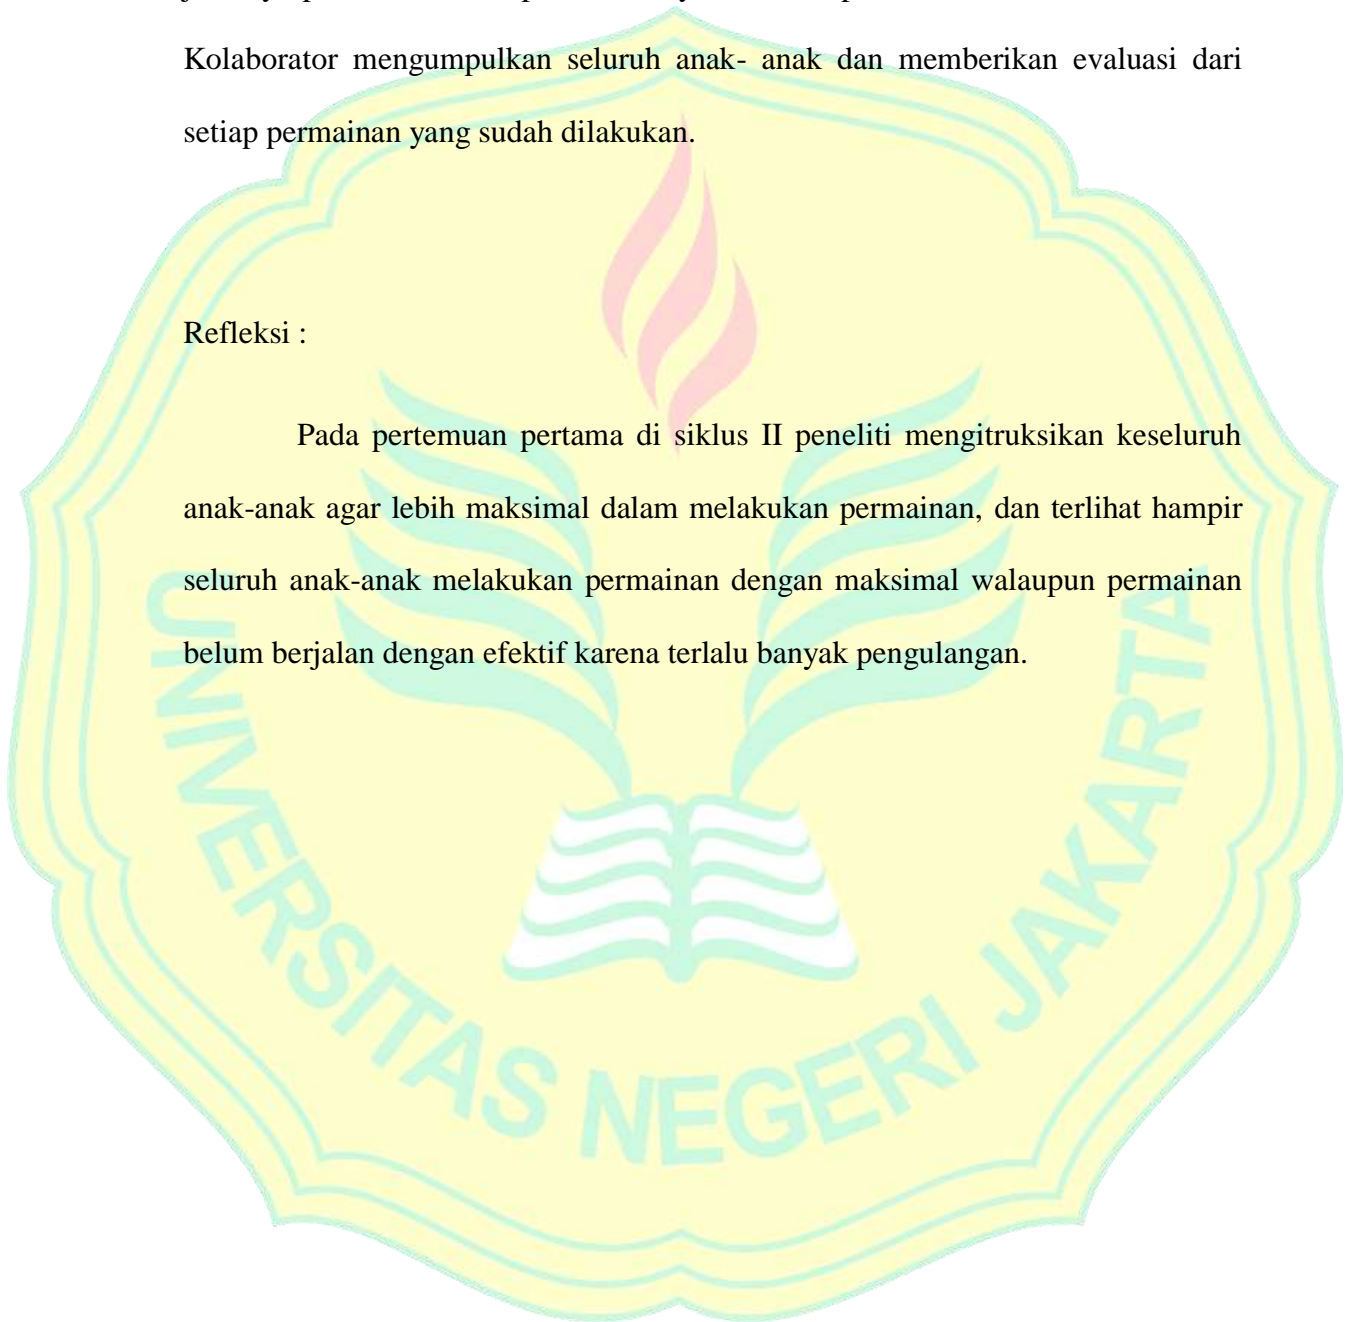 Kolaborator mengumpulkan seluruh anak- anak dan memberikan evaluasi dari
setiap permainan yang sudah dilakukan.
Refleksi :
Pada pertemuan pertama di siklus II peneliti mengitruksikan keseluruh
anak-anak agar lebih maksimal dalam melakukan permainan, dan terlihat hampir
seluruh anak-anak melakukan permainan dengan maksimal walaupun permainan
belum berjalan dengan efektif karena terlalu banyak pengulangan.
UNIVERSITAS NEGERI JAKARTA